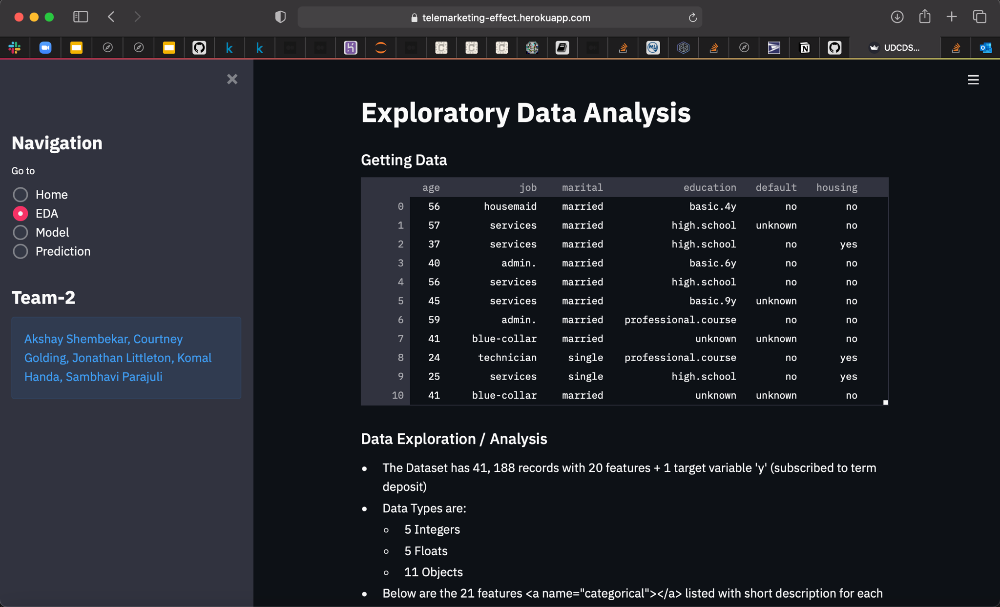 telemarketing-effect.herokuapp.com
UDCDS...
Navigation
Go to
Home
EDA
Model
Prediction
Team-2
Akshay Shembekar, Courtney
Golding, Jonathan Littleton, Komal
Handa, Sambhavi Parajuli
Exploratory Data Analysis
Getting Data
age job marital education default housing
0 56 housemaid married basic.4y no no
1 57 services married high.school unknown no
2 37 services married high.school no yes
3 40 admin. married basic.6y no no
4 56 services married high.school no no
5 45 services married basic.9y unknown no
6 59 admin. married professional.course no no
7 41 blue-collar married unknown unknown no
8 24 technician single professional.course no yes
9 25 services single high.school no yes
10 41 blue-collar married unknown unknown no
Data Exploration / Analysis
• The Dataset has 41, 188 records with 20 features + 1 target variable 'y' (subscribed to term
deposit)
• Data Types are:
◦ 5 Integers
◦ 5 Floats
◦ 11 Objects
• Below are the 21 features <a name="categorical"></a> listed with short description for each